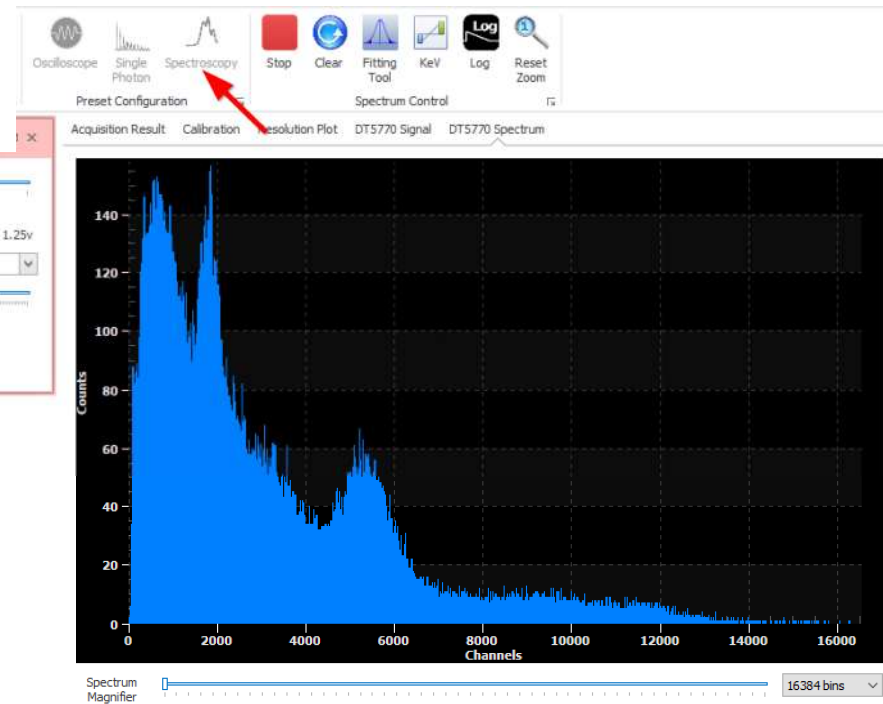 Oscilloscope Single Photon Spectroscopy Stop Clear Fitting Tool KeV Log Log Reset Zoom
Preset Configuration Spectrum Control
Acquisition Result Calibration Resolution Plot DT5770 Signal DT5770 Spectrum
1.25v
Counts
140
120
100
80
60
40
20
0
0 2000 4000 6000 8000 10000 12000 14000 16000
Channels
Spectrum Magnifier
16384 bins